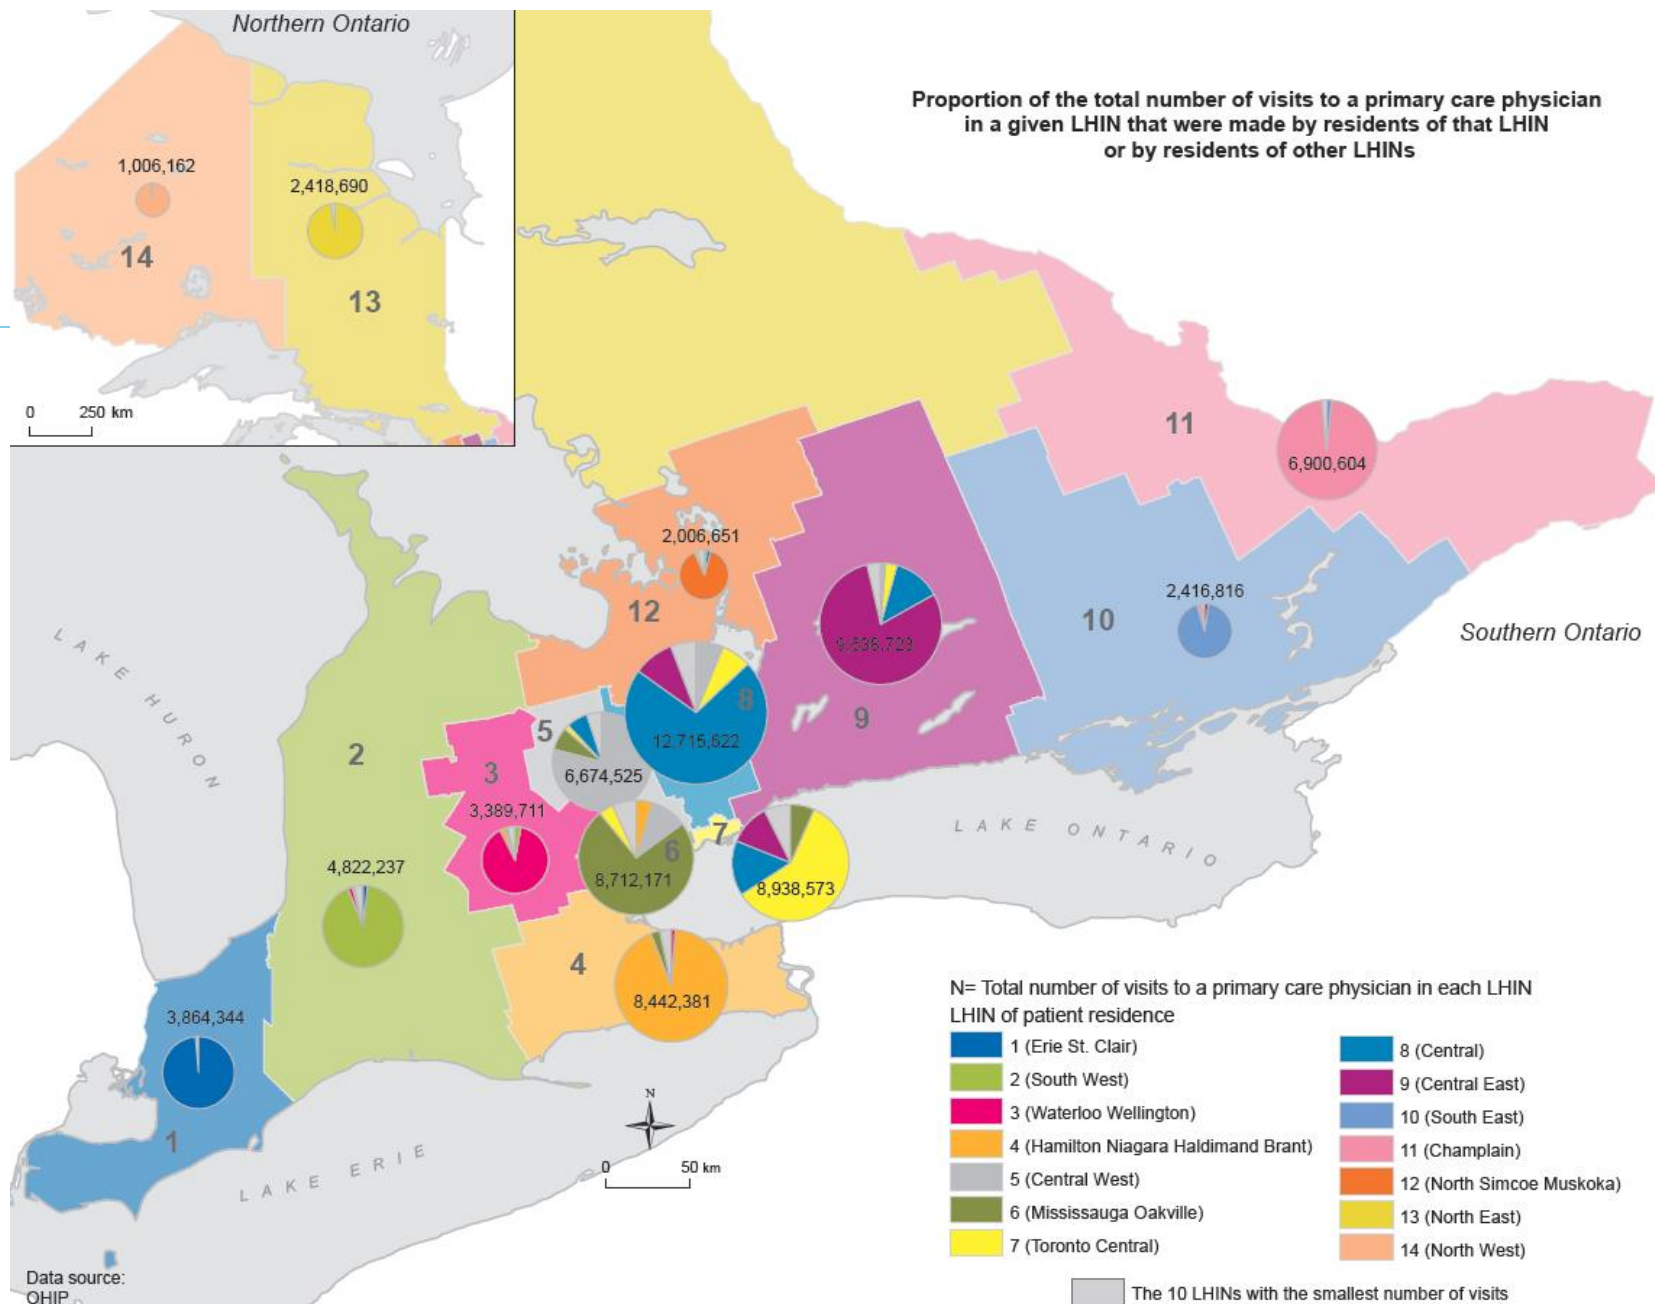 Northern Ontario
Proportion of the total number of visits to a primary care physician
in a given LHIN that were made by residents of that LHIN
or by residents of other LHINs
1,006,162
2,418,690
14
13
0 250 km
11
6,900,604
2,006,651
12
2,416,816
10
Southern Ontario
9
8
12,715,622
5
6,674,525
2
3
3,389,711
LAKE HURON
7
LAKE ONTARIO
6
8,712,171
8,938,573
4,822,237
4
8,442,381
3,864,344
1
LAKE ERIE
N
0 50 km
N= Total number of visits to a primary care physician in each LHIN
LHIN of patient residence
1 (Erie St. Clair)
2 (South West)
3 (Waterloo Wellington)
4 (Hamilton Niagara Haldimand Brant)
5 (Central West)
6 (Mississauga Oakville)
7 (Toronto Central)
8 (Central)
9 (Central East)
10 (South East)
11 (Champlain)
12 (North Simcoe Muskoka)
13 (North East)
14 (North West)
The 10 LHINs with the smallest number of visits
Data source:
OHIP